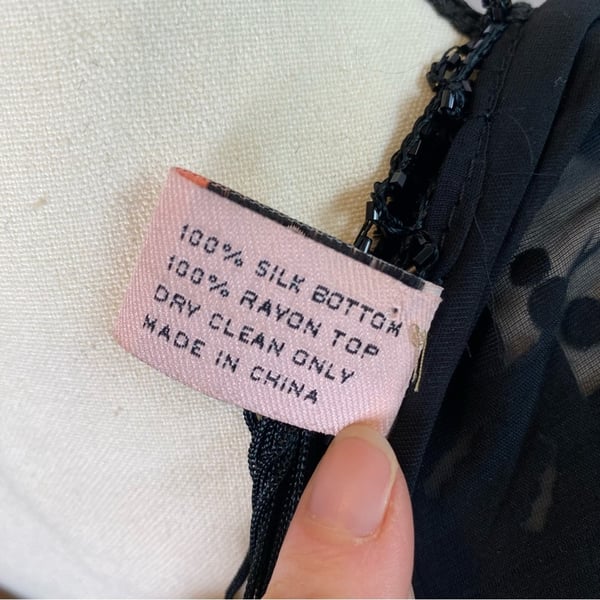 100% SILK BOTTOM
100% RAYON TOP
DRY CLEAN ONLY
MADE IN CHINA